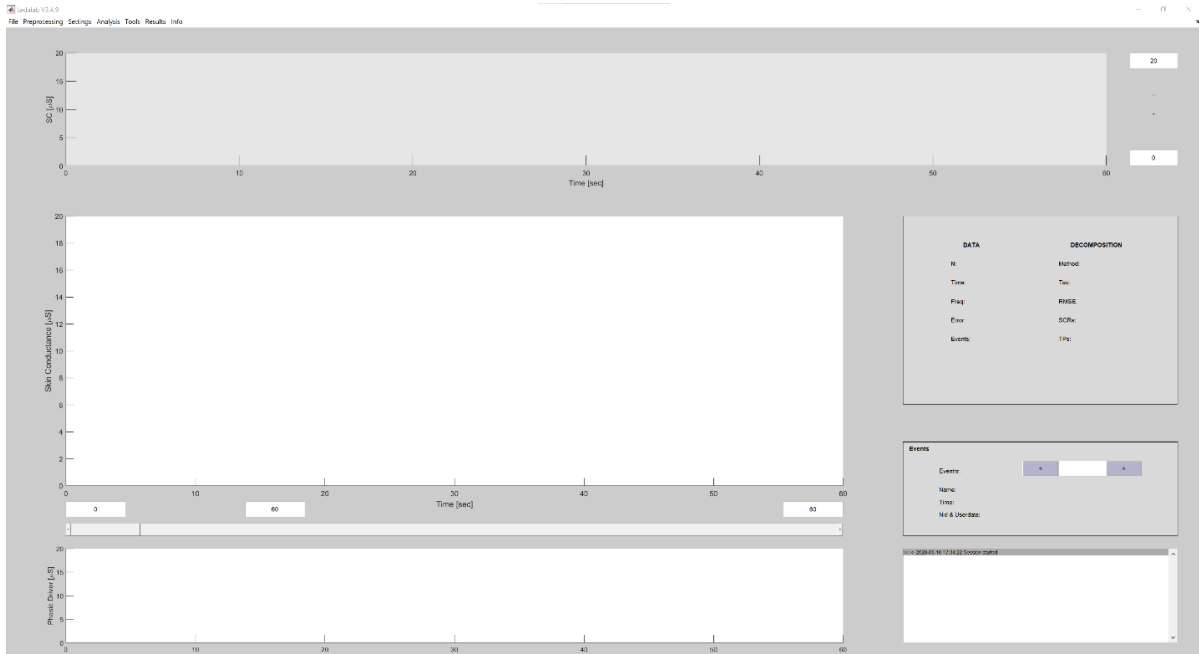 Ledalab V3.4.9
File Preprocessing Settings Analysis Tools Results Info
20
15
10
5
0
SC [µS]
0 10 20 30 40 50 60
Time [sec]
20
-
+
0
20
18
16
14
12
10
8
6
4
2
0
Skin Conductance [µS]
0 10 20 30 40 50 60
Time [sec]
0 60 60
20
15
10
5
0
Phasic Driver [µS]
0 10 20 30 40 50 60
DATA DECOMPOSITION
N: Method:
Time: Tau:
Freq: RMSE:
Error: SCRs:
Events: TPs:
Events
Eventnr: < >
Name:
Time:
Nid & Userdata:
Session started